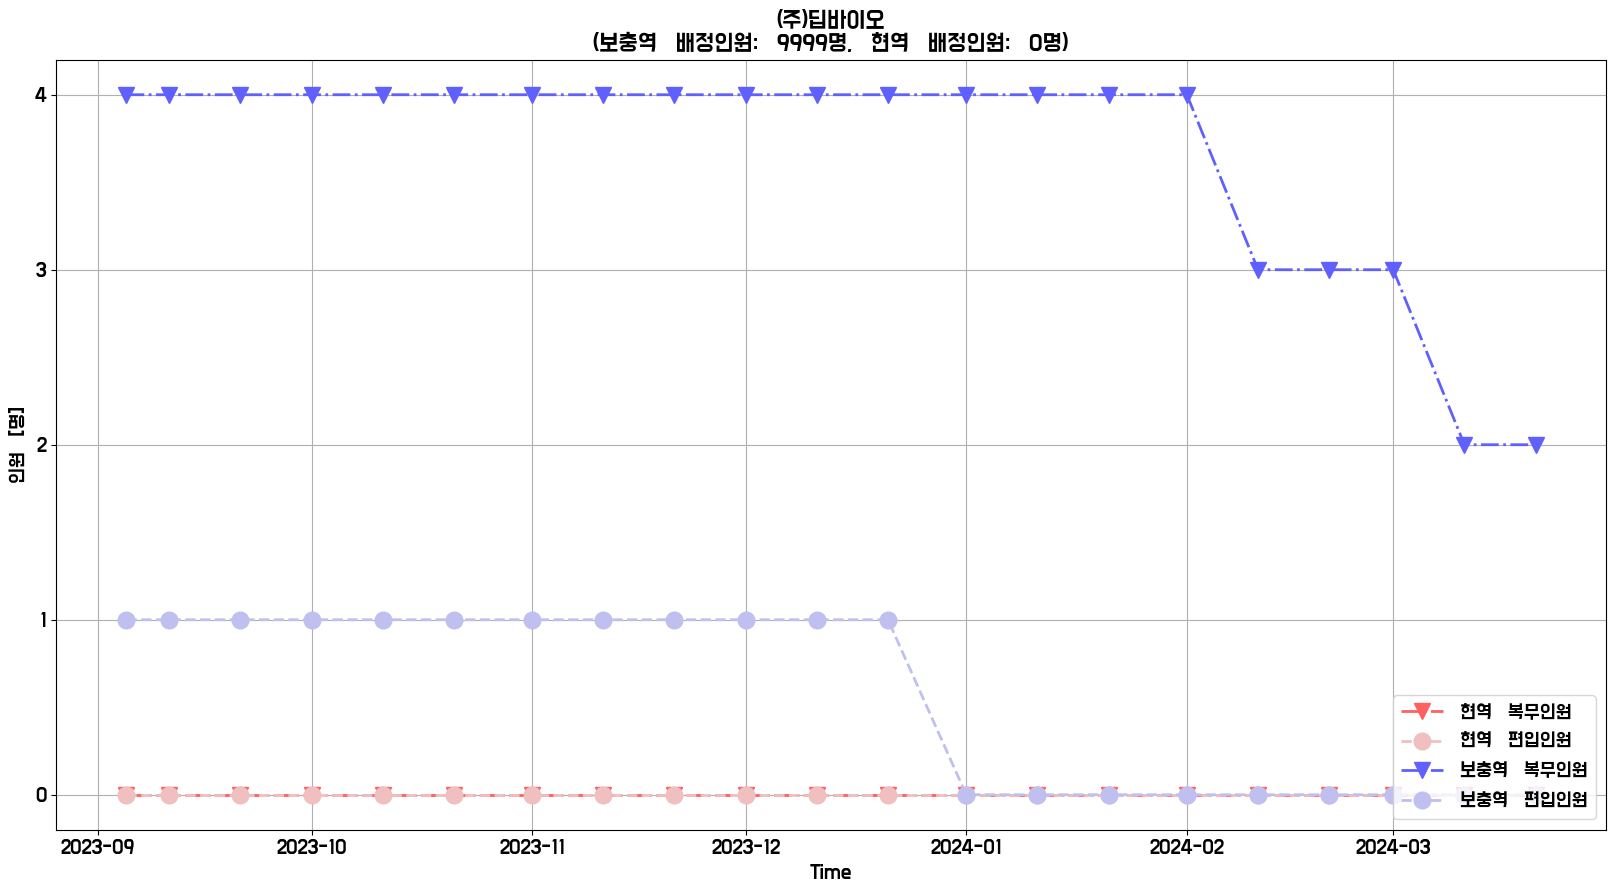 (주)딥바이오
(보충역 배정인원: 9999명, 현역 배정인원: 0명)
인원 [명]
4
3
2
1
0
2023-09 2023-10 2023-11 2023-12 2024-01 2024-02 2024-03
Time
현역 복무인원
현역 편입인원
보충역 복무인원
보충역 편입인원